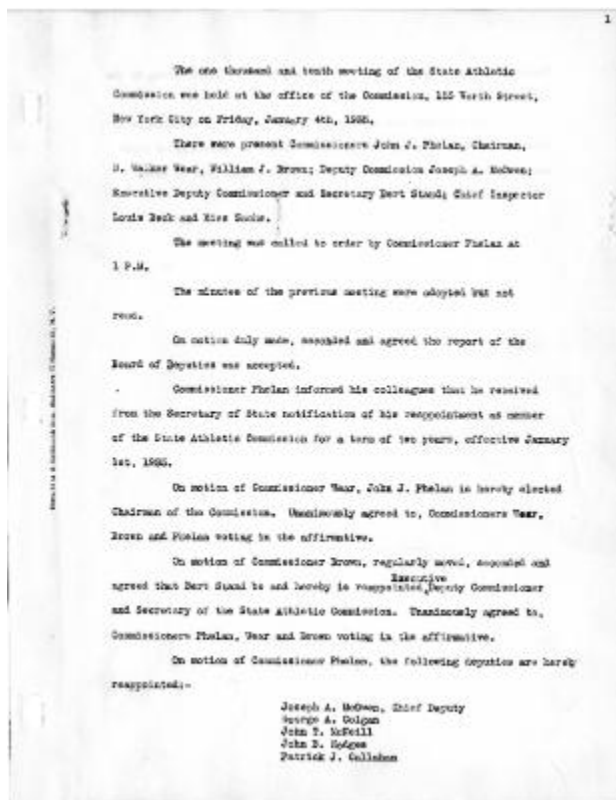 1
The one thousand and tenth meeting of the State Athletic
Commission was held at the office of the Commission, 155 Worth Street,
New York City on Friday, January 4th, 1935.
There were present Commissioners John J. Phelan, Chairman,
D. Walker Wear, William J. Brown; Deputy Commission Joseph A. McOwen;
Executive Deputy Commissioner and Secretary Bert Stand; Chief Inspector
Louis Beck and Miss
The meeting was called to order by Commissioner Phelan at
1 P.M.
The minutes of the previous meeting were adopted but not
read.
On motion duly made, seconded and agreed the report of the
Board of Deputies was accepted.
Commissioner Phelan informed his colleagues that he received
from the Secretary of State notification of his reappointment as member
of the State Athletic Commission for a term of two years, effective January
1st, 1935.
On motion of Commissioner Wear, John J. Phelan is hereby elected
Chairman of the Commission. Unanimously agreed to, Commissioners Wear,
Brown and Phelan voting in the affirmative.
On motion of Commissioner Brown, regularly moved, seconded and
Executive
agreed that Bert Stand be and hereby is reappointed Deputy Commissioner
and Secretary of the State Athletic Commission. Unanimously agreed to,
Commissioners Phelan, Wear and Brown voting in the affirmative.
On motion of Commissioner Phelan, the following deputies are hereby
reappointed:-
Joseph A. McOwen, Chief Deputy
George A. Colgan
John T. McNeill
John B. Hodges
Patrick J. Callahan